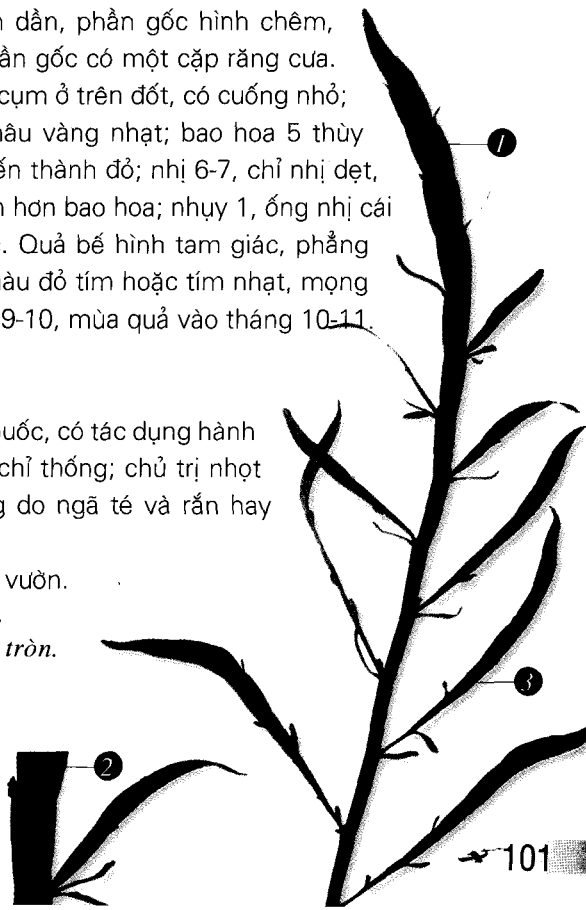 dần, phần gốc hình chêm,
ần gốc có một cặp răng cưa.
cụm ở trên đốt, có cuống nhỏ;
âu vàng nhạt; bao hoa 5 thùy
ến thành đỏ; nhị 6-7, chỉ nhị dẹt,
hơn bao hoa; nhụy 1, ống nhị cái
. Quả bế hình tam giác, phẳng
àu đỏ tím hoặc tím nhạt, mọng
9-10, mùa quả vào tháng 10-11.
uốc, có tác dụng hành
chỉ thống; chủ trị nhọt
g do ngã té và rắn hay
vườn.
tròn.
1
2
3
101